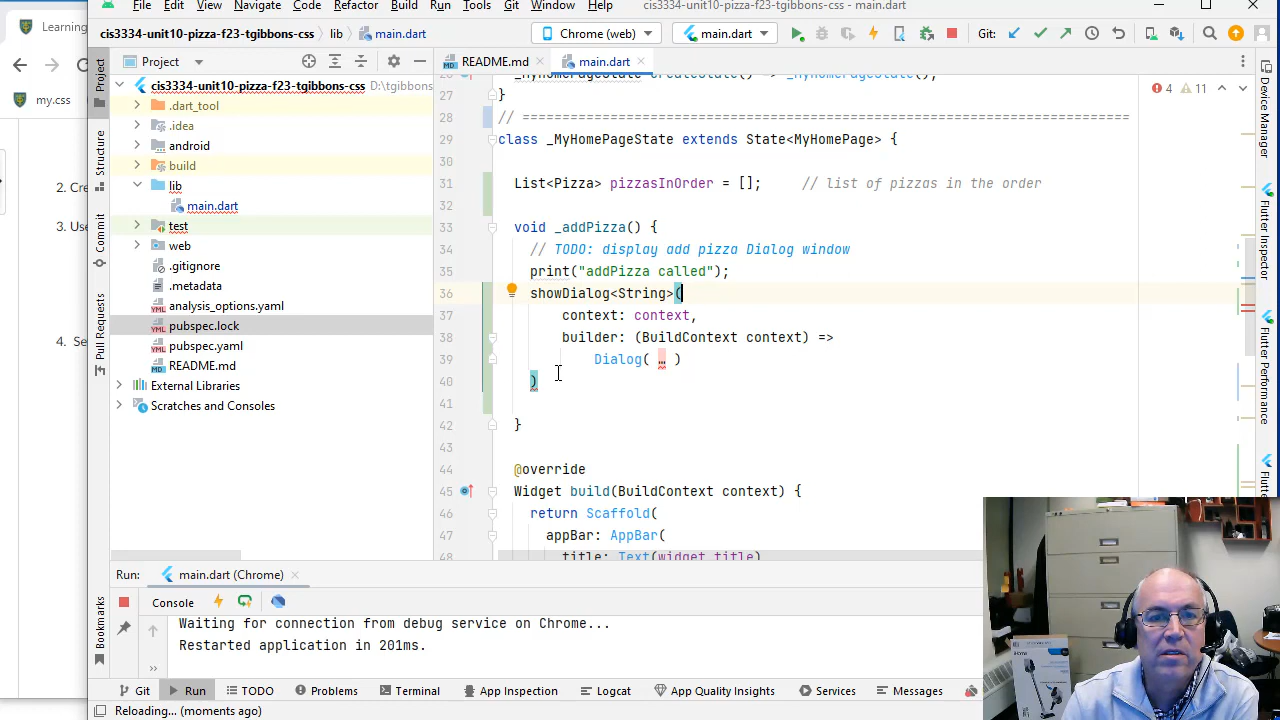 File Edit View Navigate Code Refactor Build Run Tools Git Window Help cis3334-unit10-pizza-f23-tgibbons-css - main.dart
Learning
cis3334-unit10-pizza-f23-tgibbons-css lib main.dart Chrome (web) main.dart Git:
Project README.md main.dart
my.css
cis3334-unit10-pizza-f23-tgibbons-css D:\tgibbons
.dart_tool
.idea
android
build
lib
main.dart
test
web
.gitignore
.metadata
analysis_options.yaml
pubspec.lock
pubspec.yaml
README.md
External Libraries
Scratches and Consoles
2. Cre
3. Use
4. Se
Project
Structure
Commit
Pull Requests
Bookmarks
4 11
27 }
28 // ============================================================================
29 class _MyHomePageState extends State<MyHomePage> {
30
31 List<Pizza> pizzasInOrder = []; // list of pizzas in the order
32
33 void _addPizza() {
34 // TODO: display add pizza Dialog window
35 print("addPizza called");
36 showDialog<String>(
37 context: context,
38 builder: (BuildContext context) =>
39 Dialog( … )
40 )
41
42 }
43
44 @override
45 Widget build(BuildContext context) {
46 return Scaffold(
47 appBar: AppBar(
48 title: Text(widget.title)
Device Manager
Flutter Inspector
Flutter Performance
Flutter Outline
Run: main.dart (Chrome)
Console
Waiting for connection from debug service on Chrome...
Restarted application in 201ms.
Git Run TODO Problems Terminal App Inspection Logcat App Quality Insights Services Messages
Reloading... (moments ago)